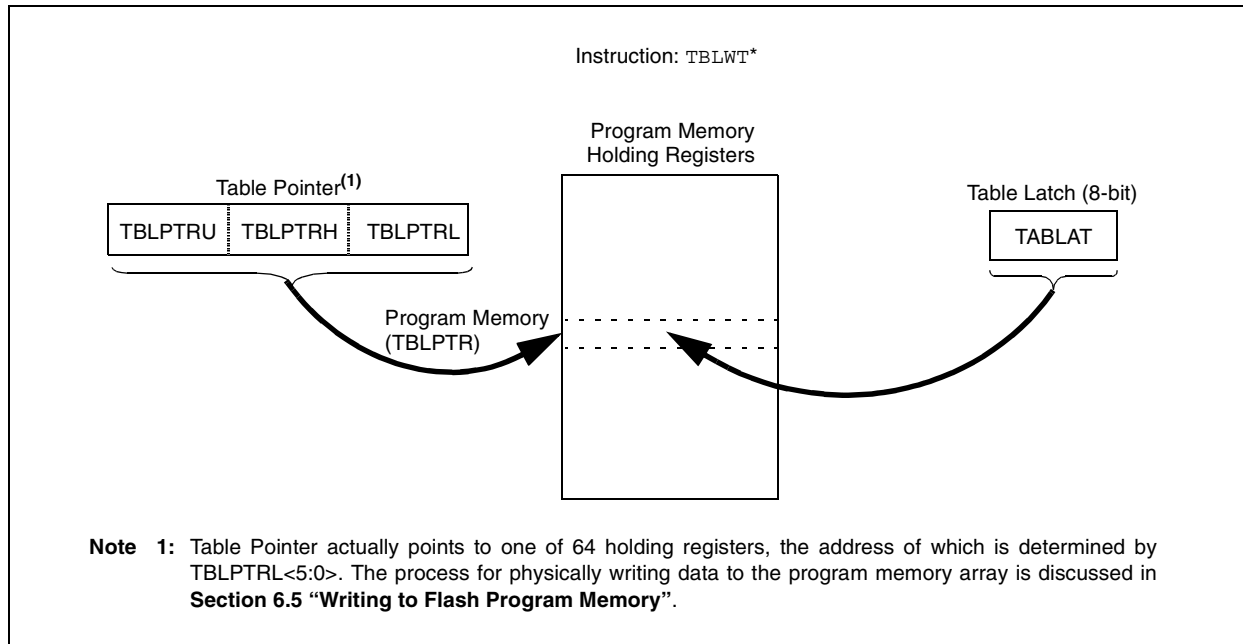 Instruction: TBLWT*
Program Memory
Holding Registers
Table Pointer(1)
Table Latch (8-bit)
TBLPTRU TBLPTRH TBLPTRL
TABLAT
Program Memory
(TBLPTR)
Note 1: Table Pointer actually points to one of 64 holding registers, the address of which is determined by
TBLPTRL<5:0>. The process for physically writing data to the program memory array is discussed in
Section 6.5 “Writing to Flash Program Memory”.